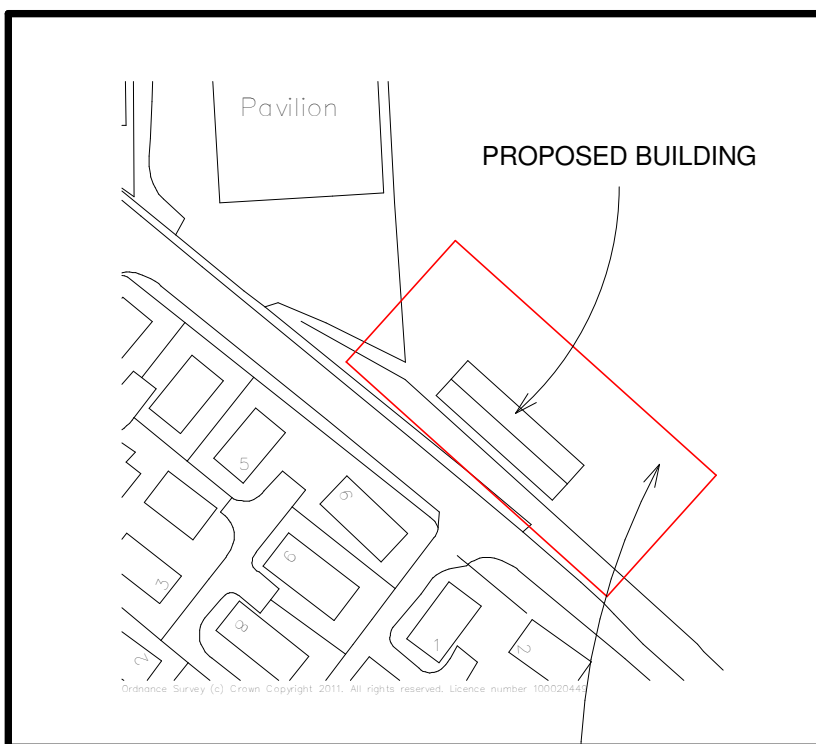 Pavilion
PROPOSED BUILDING
5
9
6
3
8
1
2
2
Ordnance Survey (c) Crown Copyright 2011. All rights reserved. Licence number 100020449